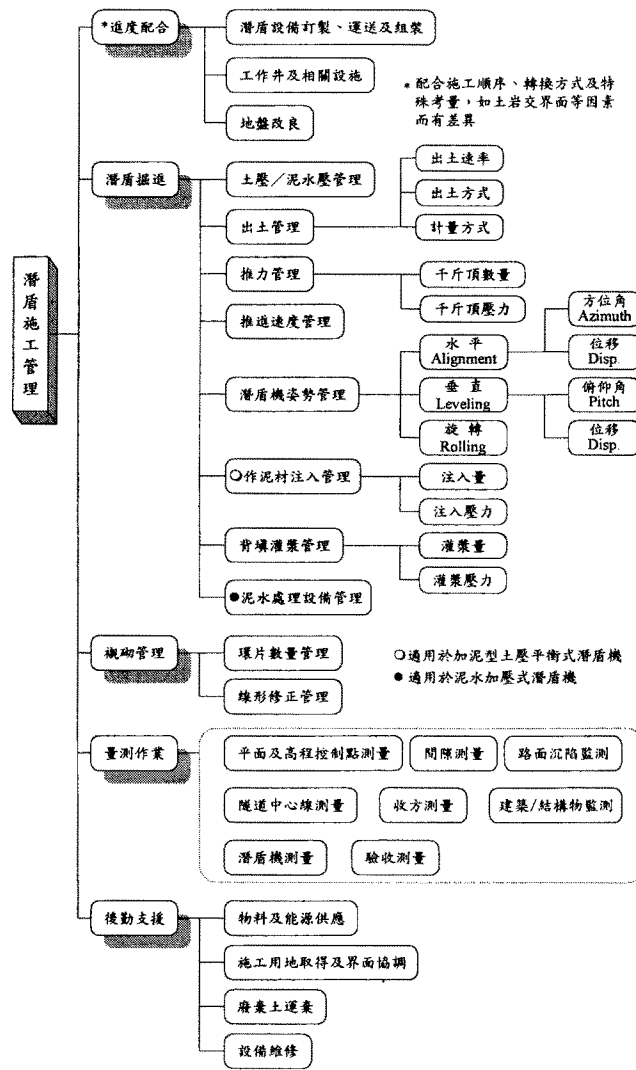 *進度配合
潛盾設備訂製、運送及組裝
工作井及相關設施
地盤改良
* 配合施工順序、轉換方式及特
殊考量，如土岩交界面等因素
而有差異
潛盾施工管理
潛盾掘進
土壓／泥水壓管理
出土管理
出土速率
出土方式
計量方式
推力管理
千斤頂數量
千斤頂壓力
推進速度管理
潛盾機姿勢管理
水平
Alignment
方位角
Azimuth
位移
Disp.
垂直
Leveling
俯仰角
Pitch
位移
Disp.
旋轉
Rolling
○作泥材注入管理
注入量
注入壓力
背填灌漿管理
灌漿量
灌漿壓力
●泥水處理設備管理
襯砌管理
環片數量管理
線形修正管理
○適用於加泥型土壓平衡式潛盾機
●適用於泥水加壓式潛盾機
量測作業
平面及高程控制點測量
間隙測量
路面沉陷監測
隧道中心線測量
收方測量
建築/結構物監測
潛盾機測量
驗收測量
後勤支援
物料及能源供應
施工用地取得及界面協調
廢棄土運棄
設備維修